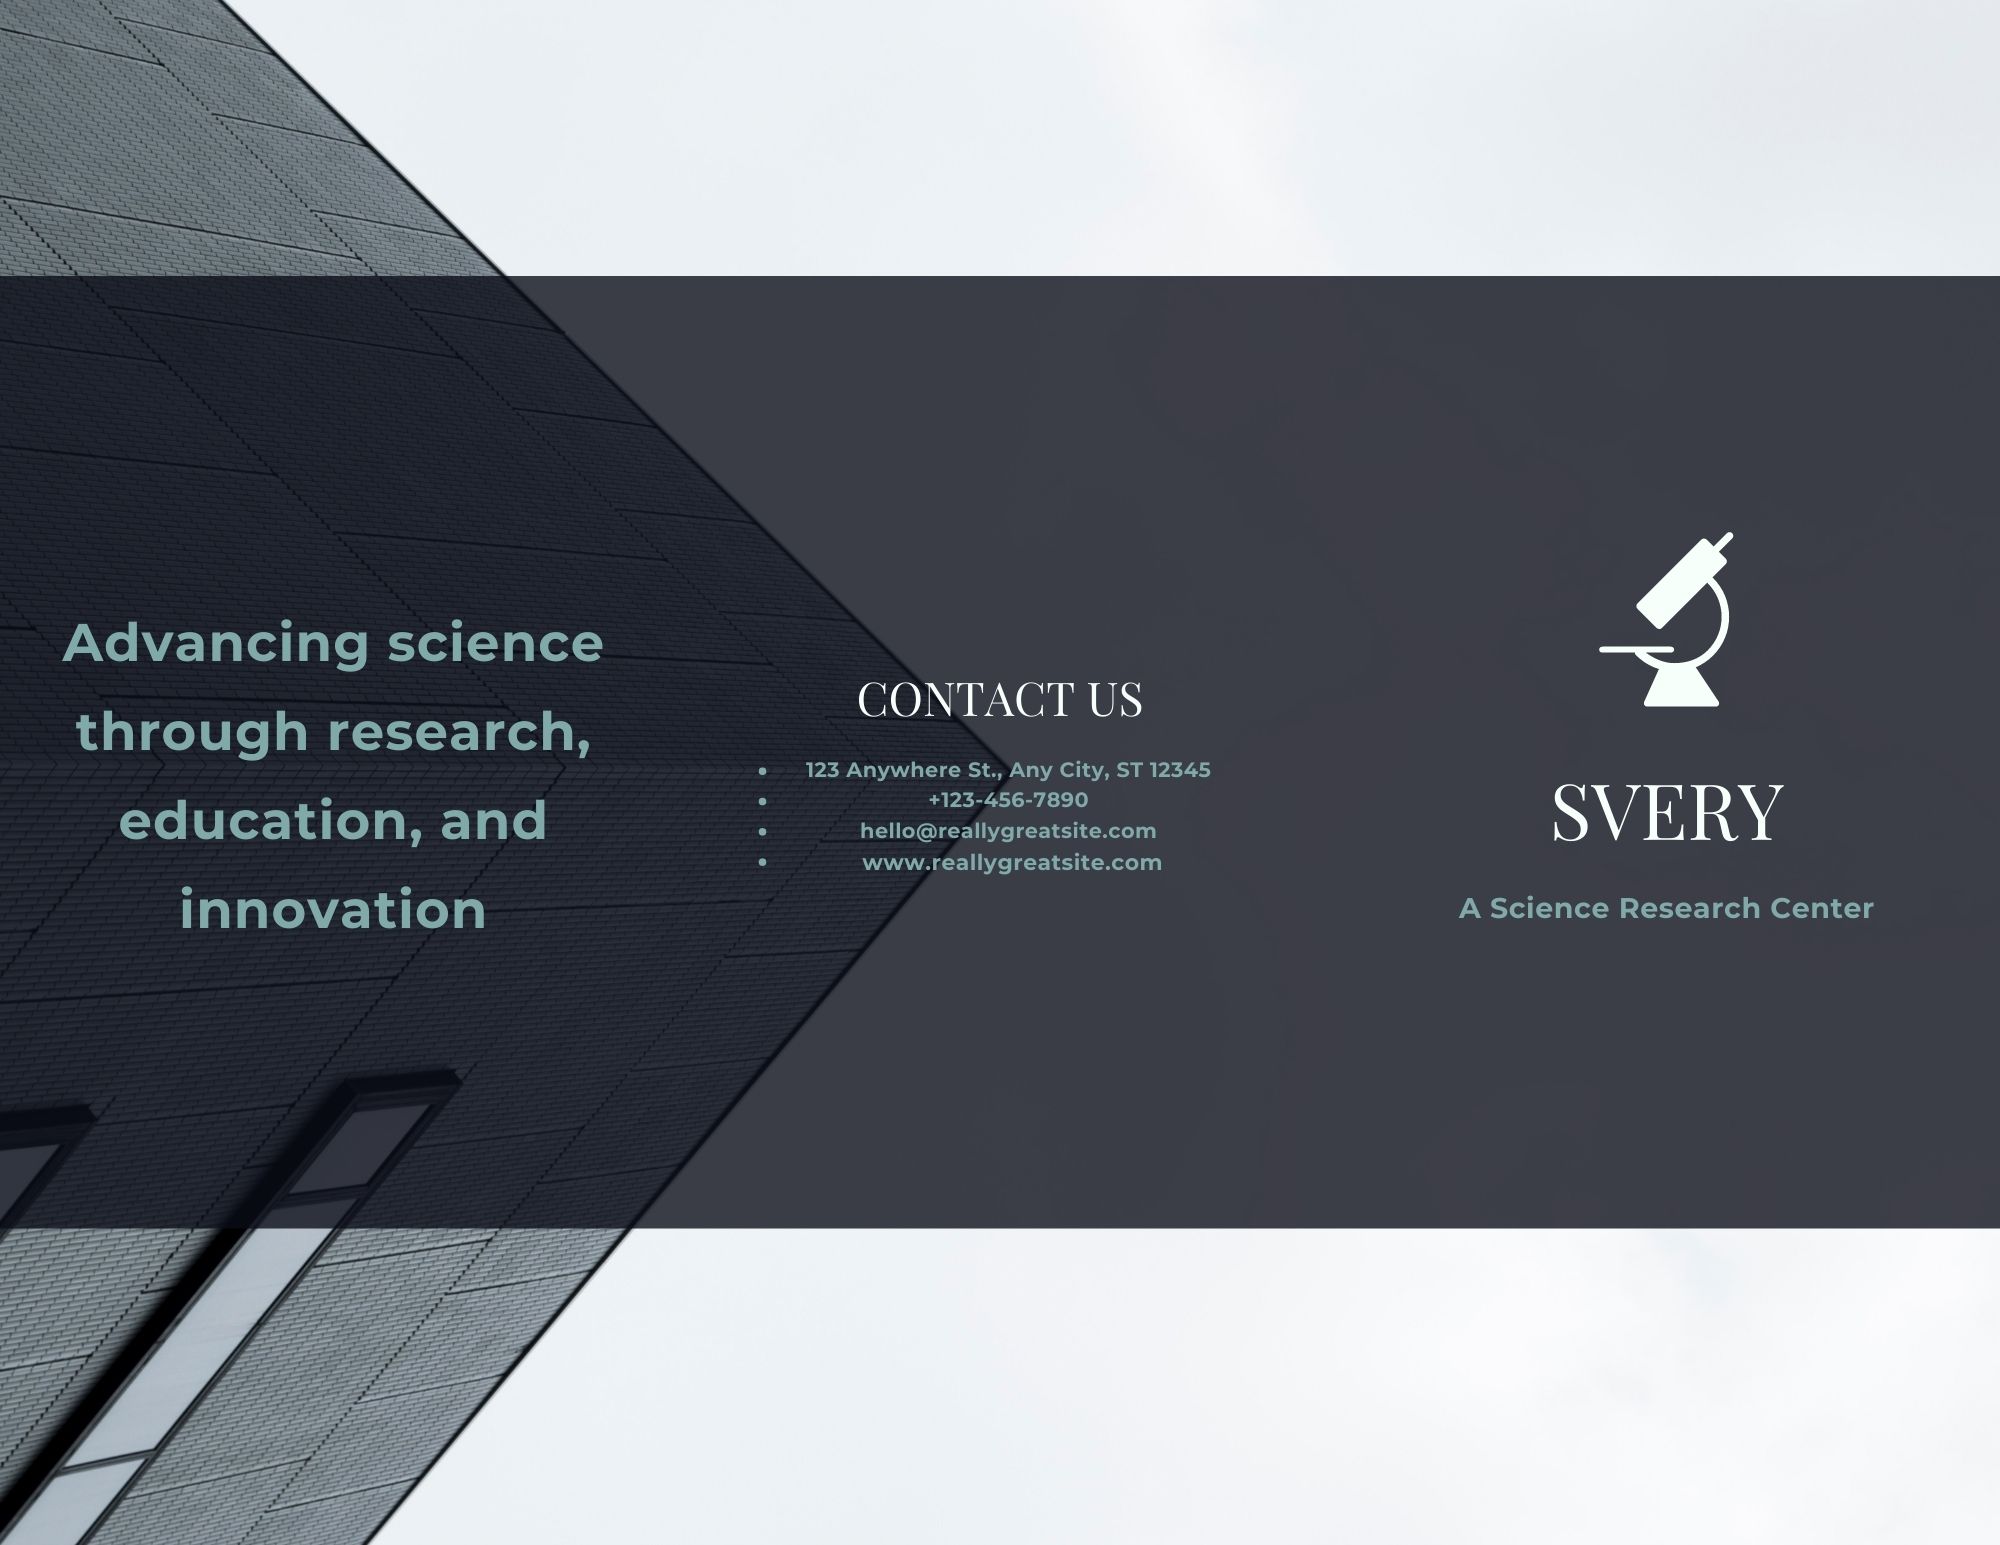 Advancing science
through research,
education, and
innovation
CONTACT US
• 123 Anywhere St., Any City, ST 12345
• +123-456-7890
• hello@reallygreatsite.com
• www.reallygreatsite.com
SVERY
A Science Research Center